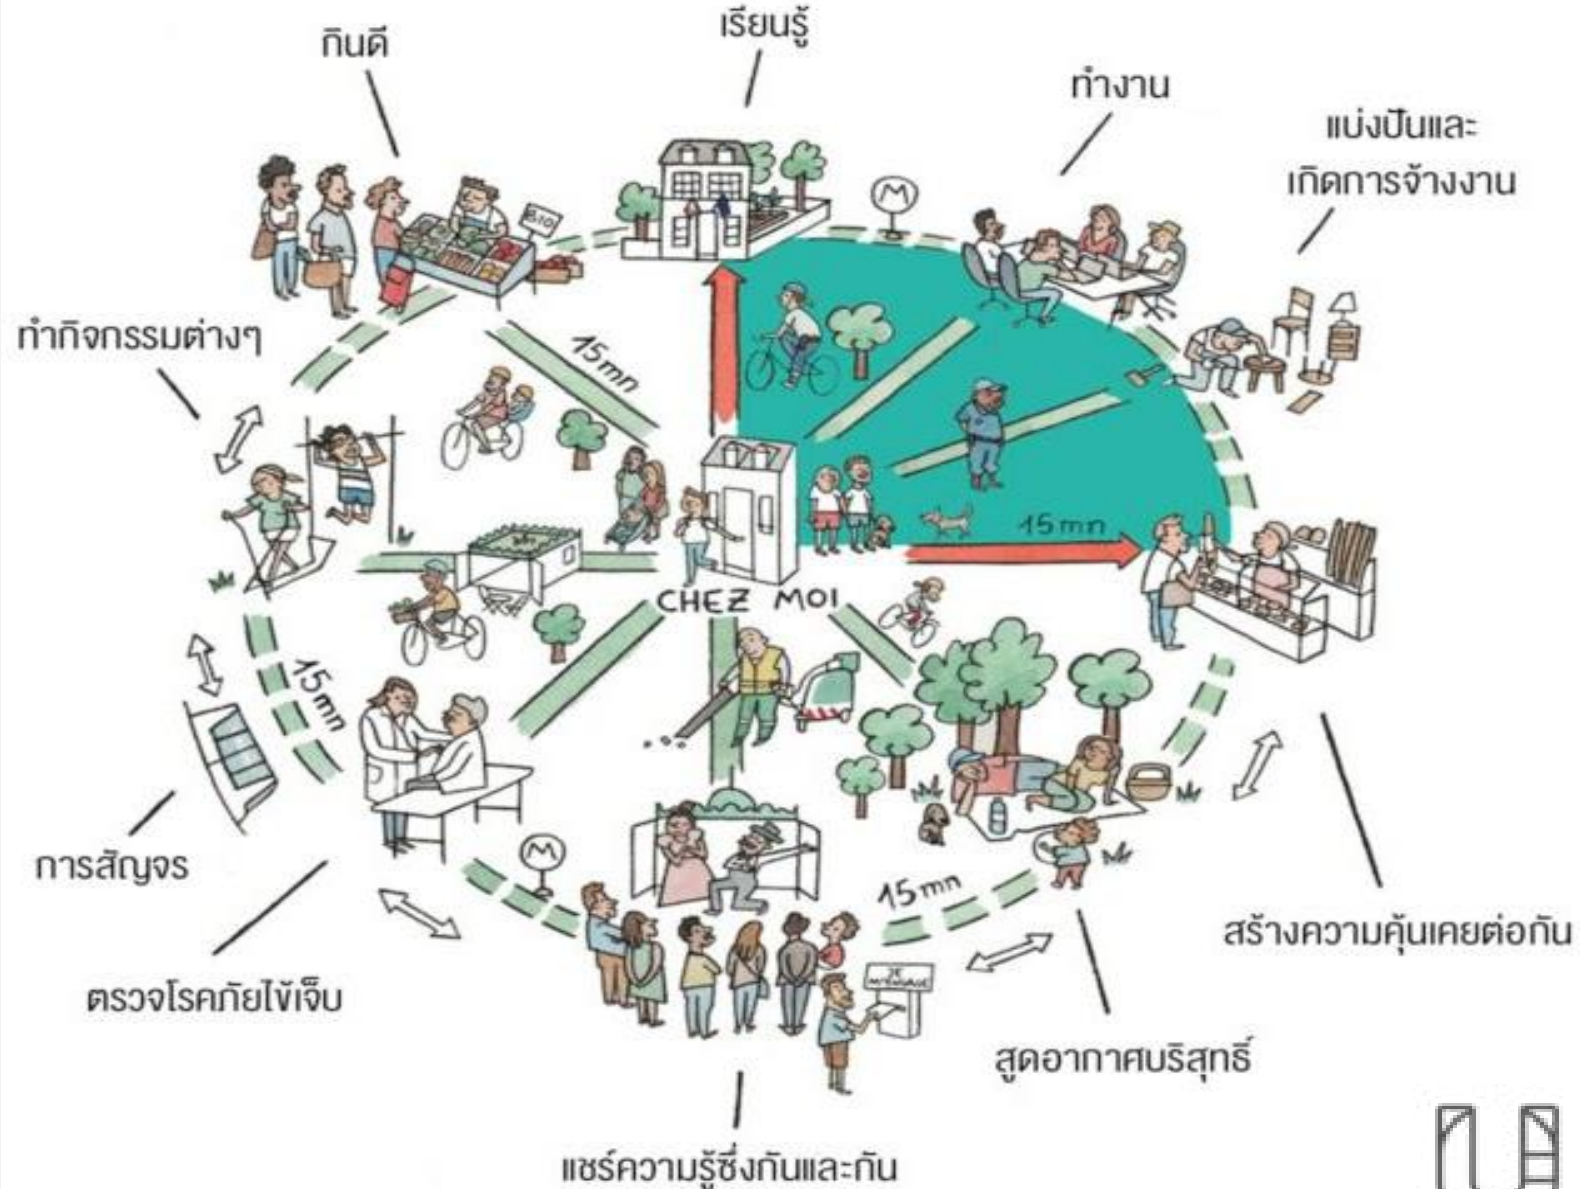 เรียนรู้
กินดี
ทำงาน
แบ่งปันและ
เกิดการจ้างงาน
M
BIO
ทำกิจกรรมต่างๆ
15mn
15mn
CHEZ MOI
15mn
15mn
M
การสัญจร
สร้างความคุ้นเคยต่อกัน
JE
M'ENGAGE
ตรวจโรคภัยไข้เจ็บ
สูดอากาศบริสุทธิ์
แชร์ความรู้ซึ่งกันและกัน